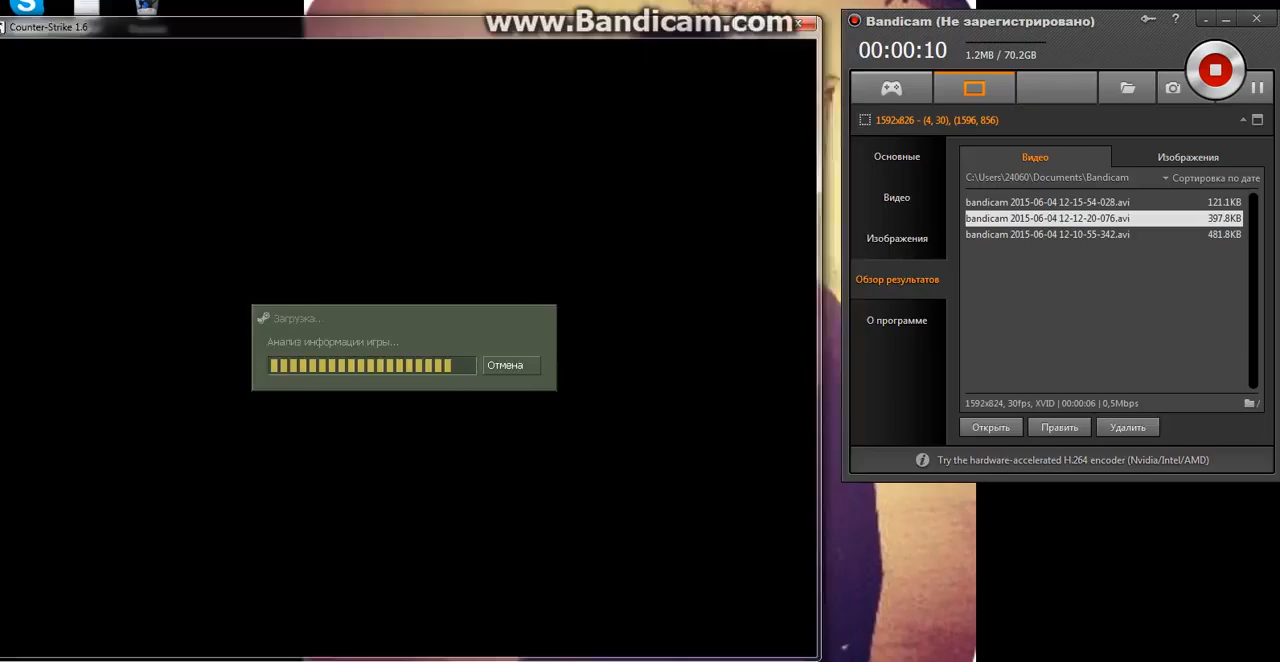 Counter-Strike 1.6
www.Bandicam.com
Загрузка...
Анализ информации игры...
Отмена
Bandicam (Не зарегистрировано)
00:00:10
1.2MB / 70.2GB
1592x826 - (4, 30), (1596, 856)
Основные
Видео
Изображения
Обзор результатов
О программе
Видео
Изображения
C:\Users\24060\Documents\Bandicam
Сортировка по дате
bandicam 2015-06-04 12-15-54-028.avi 121.1KB
bandicam 2015-06-04 12-12-20-076.avi 397.8KB
bandicam 2015-06-04 12-10-55-342.avi 481.8KB
1592x824, 30fps, XVID | 00:00:06 | 0,5Mbps
Открыть
Править
Удалить
Try the hardware-accelerated H.264 encoder (Nvidia/Intel/AMD)